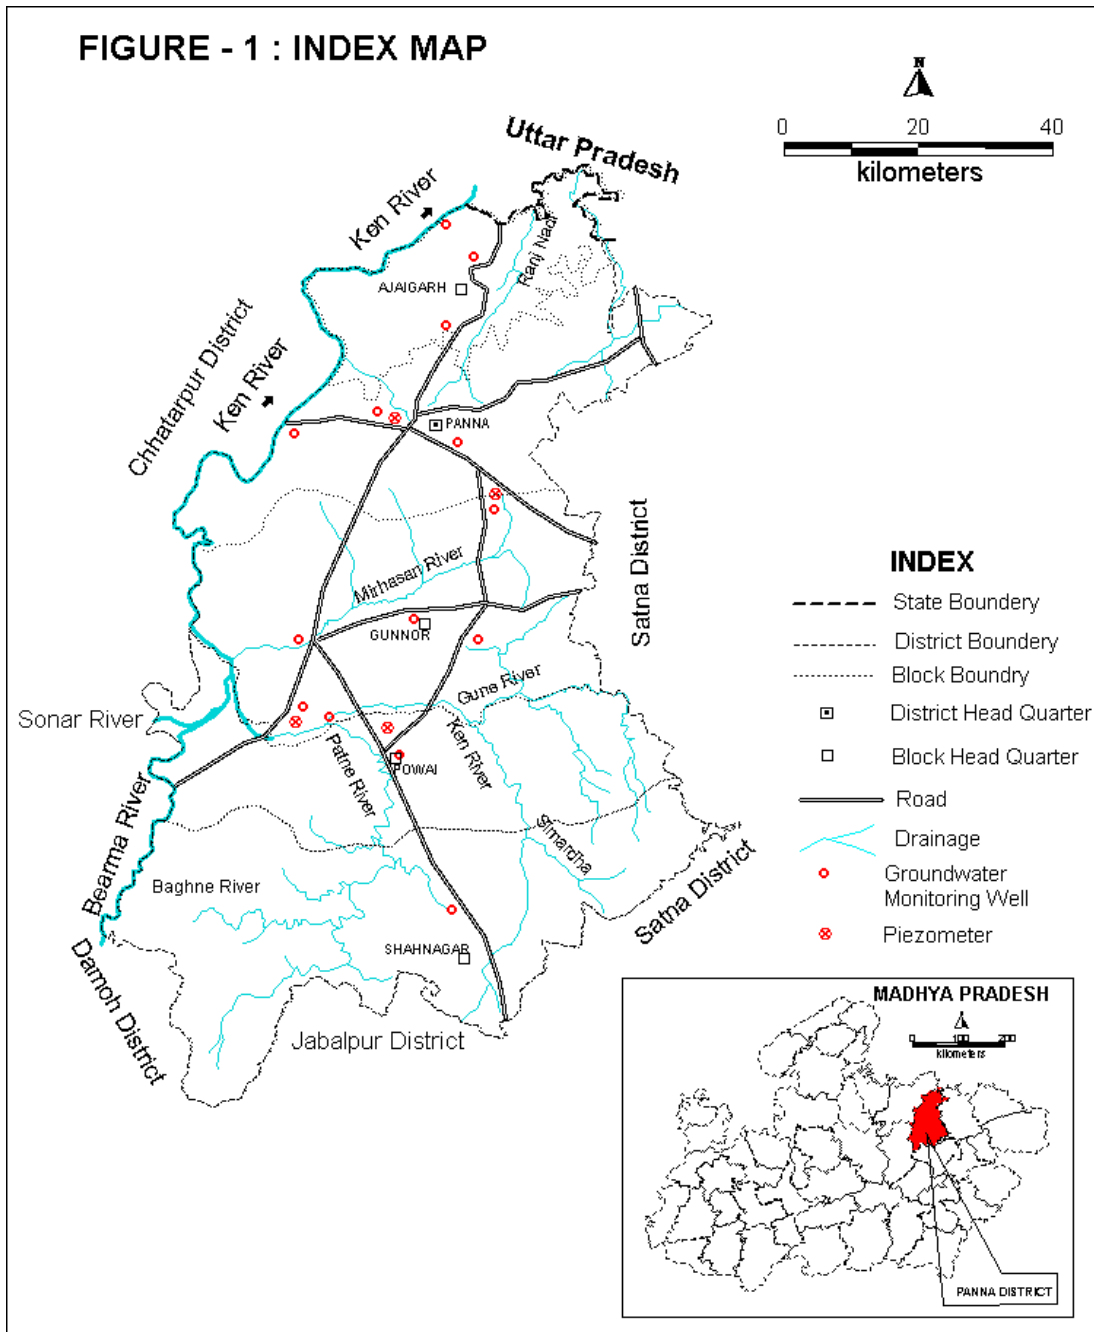 FIGURE - 1 : INDEX MAP
N
0 20 40
kilometers
Uttar Pradesh
Ken River
Ranj Nadi
AJAIGARH
Chhatarpur District
Ken River
PANNA
Satna District
Mirhasan River
GUNNOR
Gune River
Sonar River
Ken River
Patne River
POWAI
Simardha
Bearma River
Baghne River
Satna District
SHAHNAGAR
Damoh District
Jabalpur District
INDEX
State Boundery
District Boundery
Block Boundry
District Head Quarter
Block Head Quarter
Road
Drainage
Groundwater
Monitoring Well
Piezometer
MADHYA PRADESH
kilometers
PANNA DISTRICT